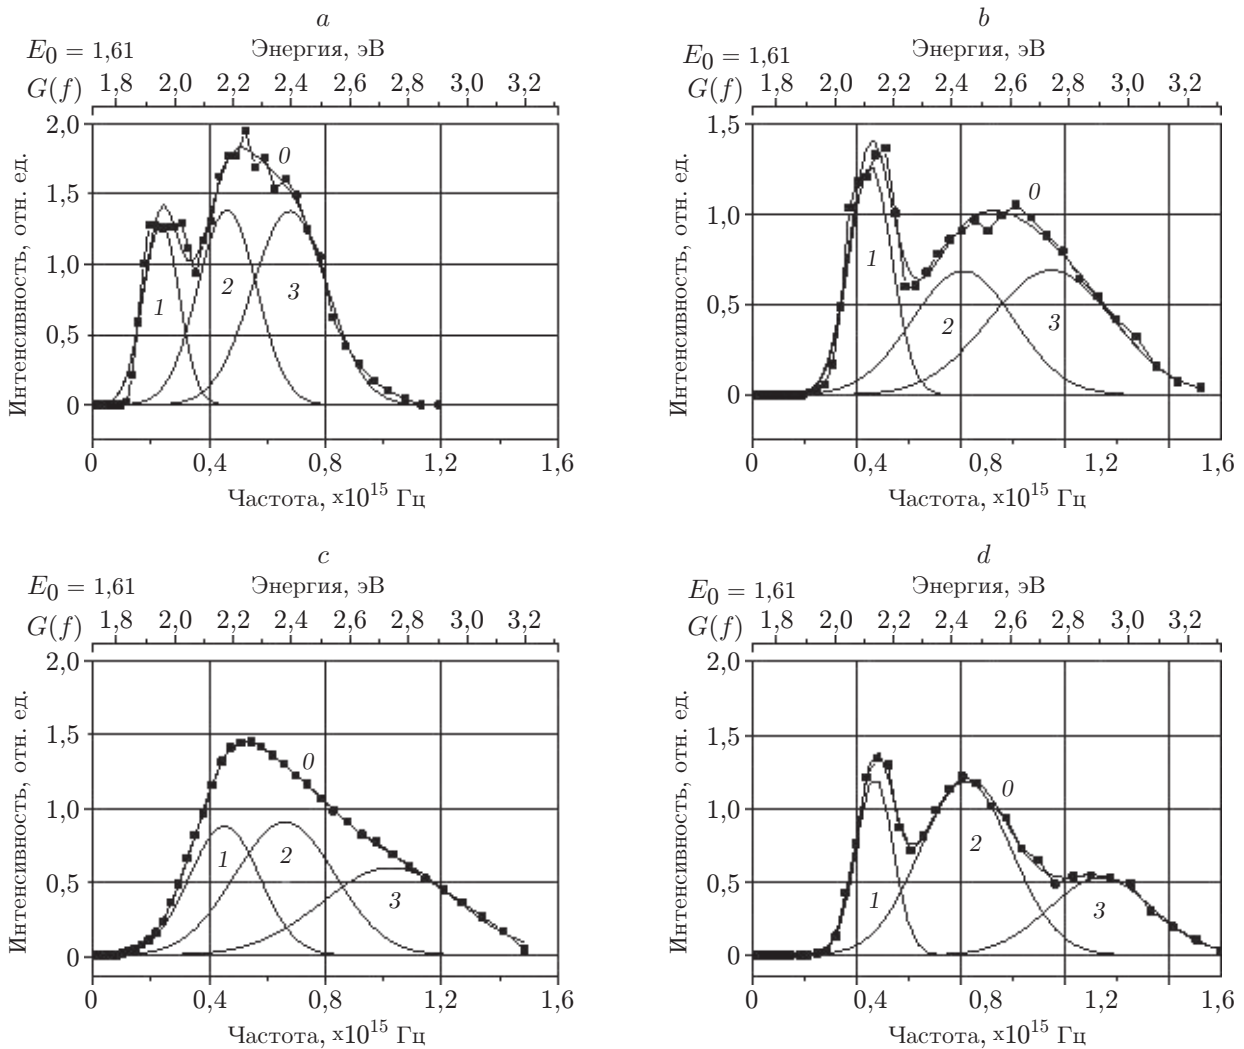 a
E0 = 1,61
Энергия, эВ
G(f)
1,8 2,0 2,2 2,4 2,6 2,8 3,0 3,2
Интенсивность, отн. ед.
2,0
1,5
1,0
0,5
0
0
1
2
3
0 0,4 0,8 1,2 1,6
Частота, x10^15 Гц
b
E0 = 1,61
Энергия, эВ
G(f)
1,8 2,0 2,2 2,4 2,6 2,8 3,0 3,2
Интенсивность, отн. ед.
1,5
1,0
0,5
0
0
1
2
3
0 0,4 0,8 1,2 1,6
Частота, x10^15 Гц
c
E0 = 1,61
Энергия, эВ
G(f)
1,8 2,0 2,2 2,4 2,6 2,8 3,0 3,2
Интенсивность, отн. ед.
2,0
1,5
1,0
0,5
0
0
1
2
3
0 0,4 0,8 1,2 1,6
Частота, x10^15 Гц
d
E0 = 1,61
Энергия, эВ
G(f)
1,8 2,0 2,2 2,4 2,6 2,8 3,0 3,2
Интенсивность, отн. ед.
2,0
1,5
1,0
0,5
0
0
1
2
3
0 0,4 0,8 1,2 1,6
Частота, x10^15 Гц